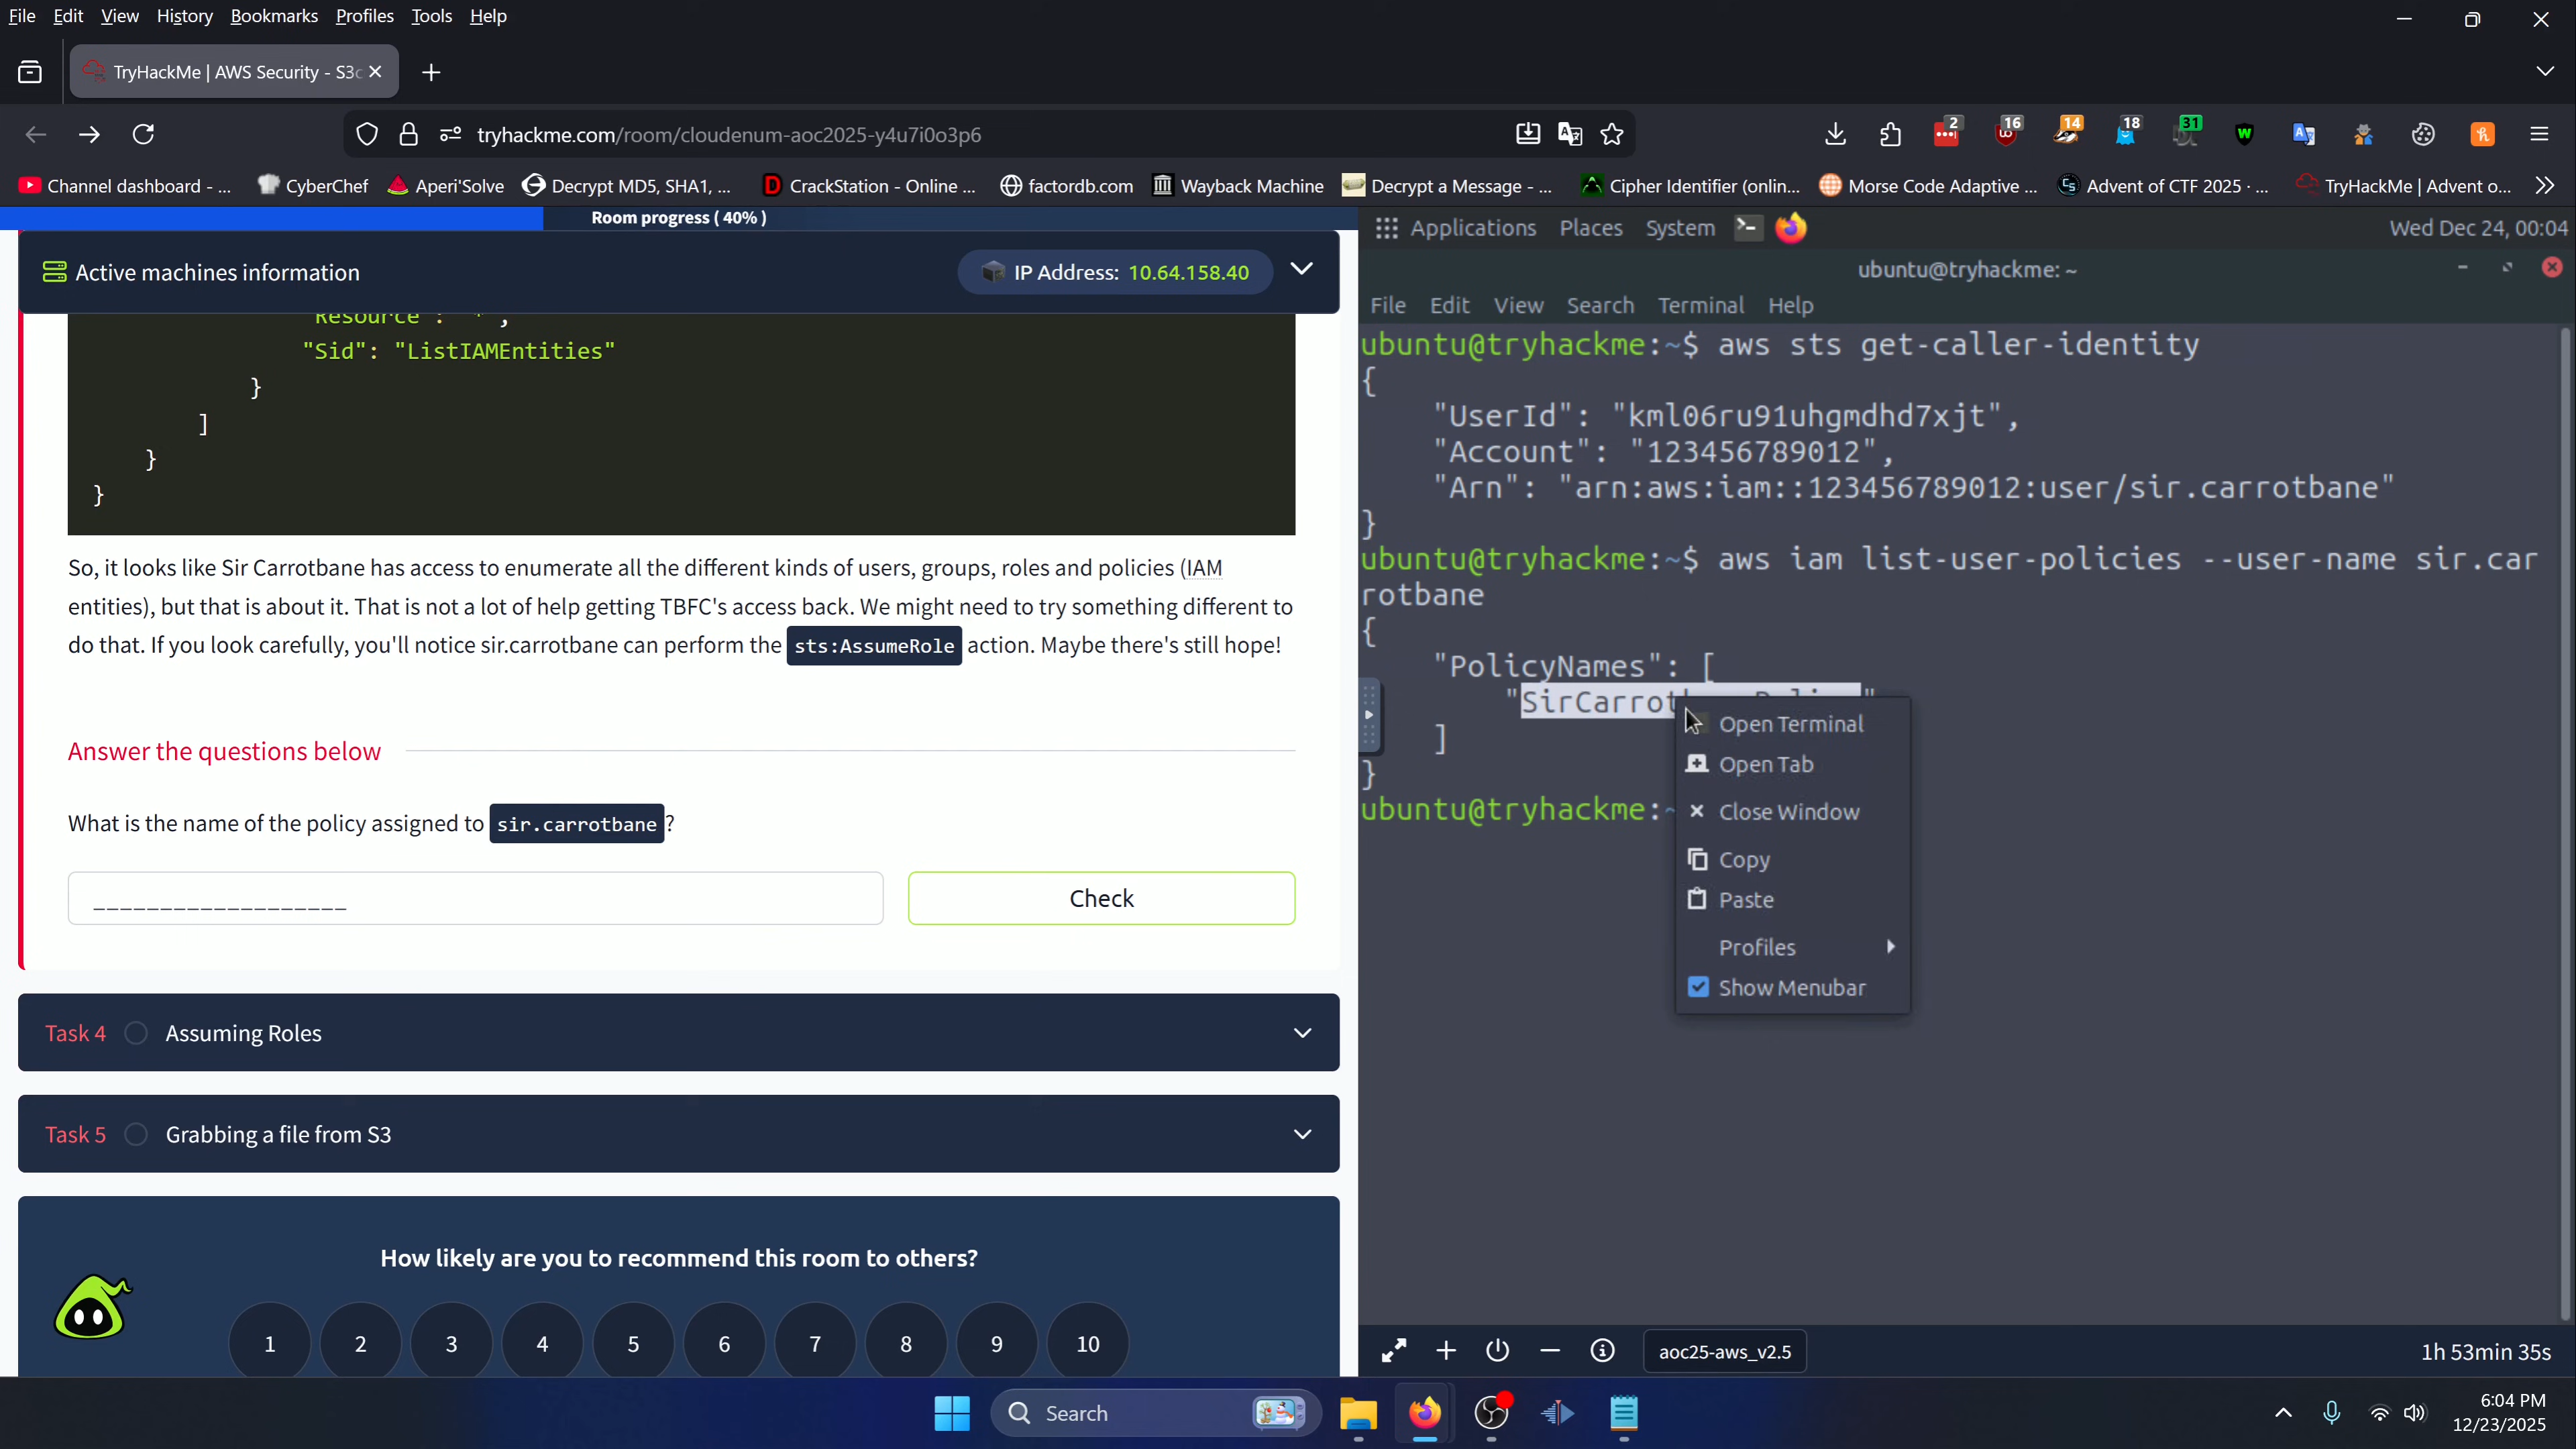 File Edit View History Bookmarks Profiles Tools Help
TryHackMe | AWS Security - S3c
tryhackme.com/room/cloudenum-aoc2025-y4u7i0o3p6
2 16 14 18 31
Channel dashboard - ... CyberChef Aperi'Solve Decrypt MD5, SHA1, ... CrackStation - Online ... factordb.com Wayback Machine Decrypt a Message - ... Cipher Identifier (onlin... Morse Code Adaptive ... Advent of CTF 2025 · ... TryHackMe | Advent o...
Room progress ( 40% )
Active machines information
IP Address: 10.64.158.40
"Resource": "*",
"Sid": "ListIAMEntities"
}
]
}
}
So, it looks like Sir Carrotbane has access to enumerate all the different kinds of users, groups, roles and policies (IAM
entities), but that is about it. That is not a lot of help getting TBFC's access back. We might need to try something different to
do that. If you look carefully, you'll notice sir.carrotbane can perform the sts:AssumeRole action. Maybe there's still hope!
Answer the questions below
What is the name of the policy assigned to sir.carrotbane ?
___________________
Check
Task 4 Assuming Roles
Task 5 Grabbing a file from S3
How likely are you to recommend this room to others?
1 2 3 4 5 6 7 8 9 10
Applications Places System
Wed Dec 24, 00:04
ubuntu@tryhackme: ~
File Edit View Search Terminal Help
ubuntu@tryhackme:~$ aws sts get-caller-identity
{
"UserId": "kml06ru91uhgmdhd7xjt",
"Account": "123456789012",
"Arn": "arn:aws:iam::123456789012:user/sir.carrotbane"
}
ubuntu@tryhackme:~$ aws iam list-user-policies --user-name sir.car
rotbane
{
"PolicyNames": [
"SirCarrot
]
}
ubuntu@tryhackme:~
Open Terminal
Open Tab
Close Window
Copy
Paste
Profiles
Show Menubar
aoc25-aws_v2.5
1h 53min 35s
Search
6:04 PM
12/23/2025